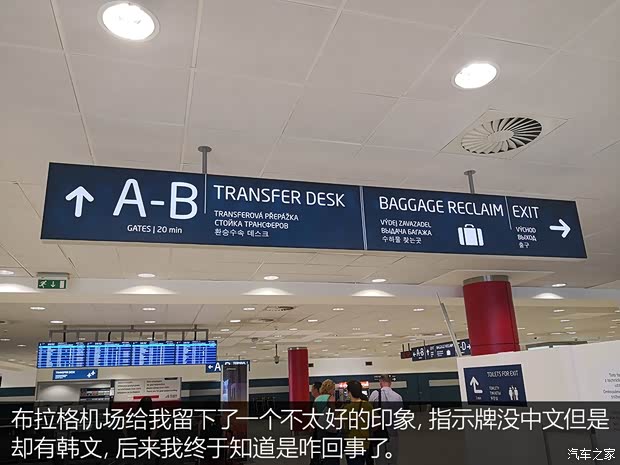 A-B
GATES | 20 min
TRANSFER DESK
TRANSFEROVÁ PŘEPÁŽKA
СТОЙКА ТРАНСФЕРОВ
환승수속 데스크
BAGGAGE RECLAIM
VÝDEJ ZAVAZADEL
ВЫДАЧА БАГАЖА
수하물 찾는곳
EXIT
VÝCHOD
ВЫХОД
출구
TOILETS FOR EXIT
布拉格机场给我留下了一个不太好的印象，指示牌没中文但是
却有韩文，后来我终于知道是咋回事了。
汽车之家